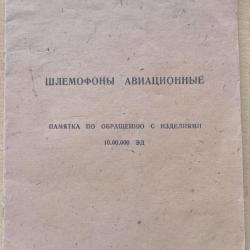 ШЛЕМОФОНЫ АВИАЦИОННЫЕ
ПАМЯТКА ПО ОБРАЩЕНИЮ С ИЗДЕЛИЯМИ
10.00.000 ЭД